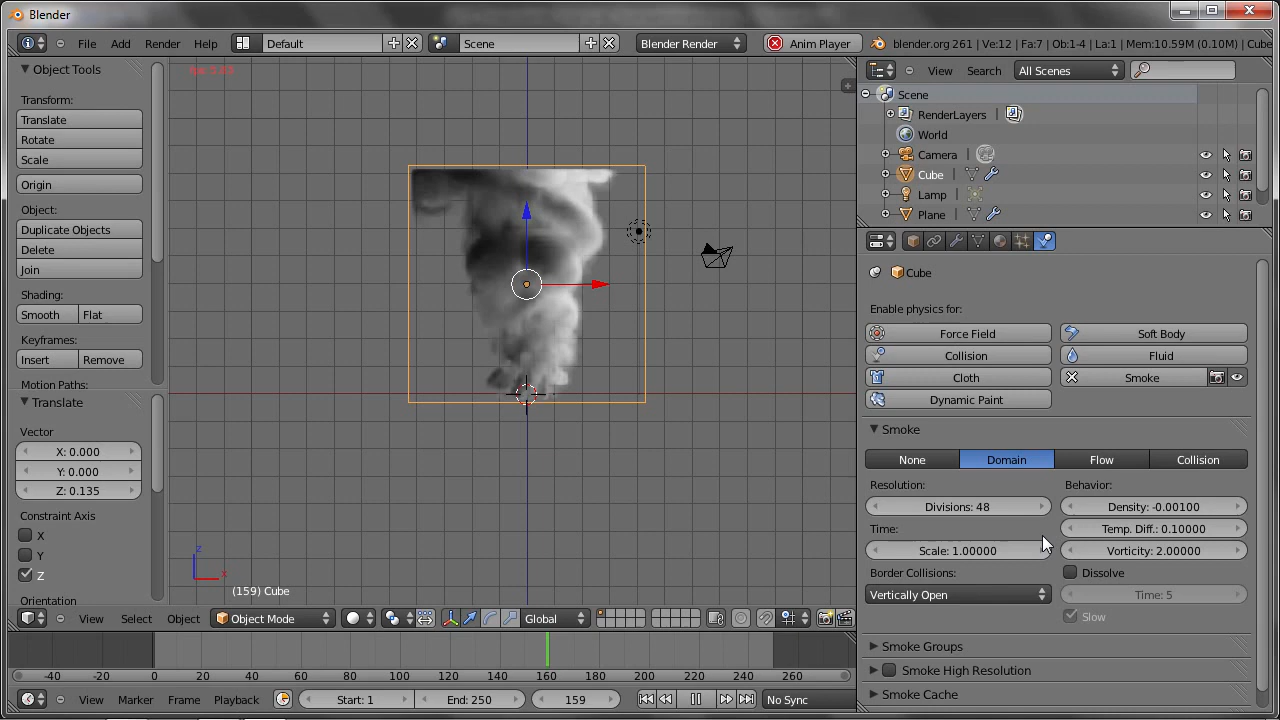 Blender
File Add Render Help Default Scene Blender Render Anim Player blender.org 261 | Ve:12 | Fa:7 | Ob:1-4 | La:1 | Mem:10.59M (0.10M) | Cube
Object Tools
Transform:
Translate
Rotate
Scale
Origin
Object:
Duplicate Objects
Delete
Join
Shading:
Smooth Flat
Keyframes:
Insert Remove
Motion Paths:
Translate
Vector
X: 0.000
Y: 0.000
Z: 0.135
Constraint Axis
X
Y
Z
Orientation
z
x
(159) Cube
View Select Object Object Mode Global
-40 -20 0 20 40 60 80 100 120 140 160 180 200 220 240 260
View Marker Frame Playback Start: 1 End: 250 159 No Sync
View Search All Scenes
Scene
RenderLayers |
World
Camera |
Cube |
Lamp |
Plane |
Cube
Enable physics for:
Force Field Soft Body
Collision Fluid
Cloth Smoke
Dynamic Paint
Smoke
None Domain Flow Collision
Resolution: Behavior:
Divisions: 48 Density: -0.00100
Time: Temp. Diff.: 0.10000
Scale: 1.00000 Vorticity: 2.00000
Border Collisions: Dissolve
Vertically Open Time: 5
Slow
Smoke Groups
Smoke High Resolution
Smoke Cache